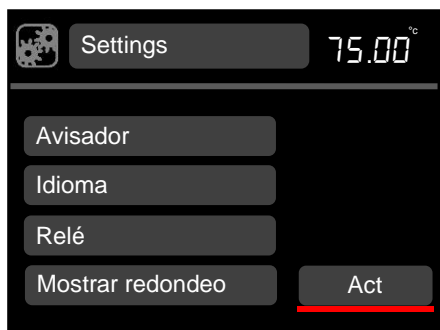 Settings
75.00°c
Avisador
Idioma
Relé
Mostrar redondeo
Act